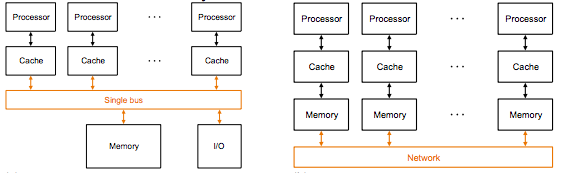 Processor Processor . . . Processor
Cache Cache . . . Cache
Single bus
Memory I/O
Processor Processor . . . Processor
Cache Cache . . . Cache
Memory Memory . . . Memory
Network